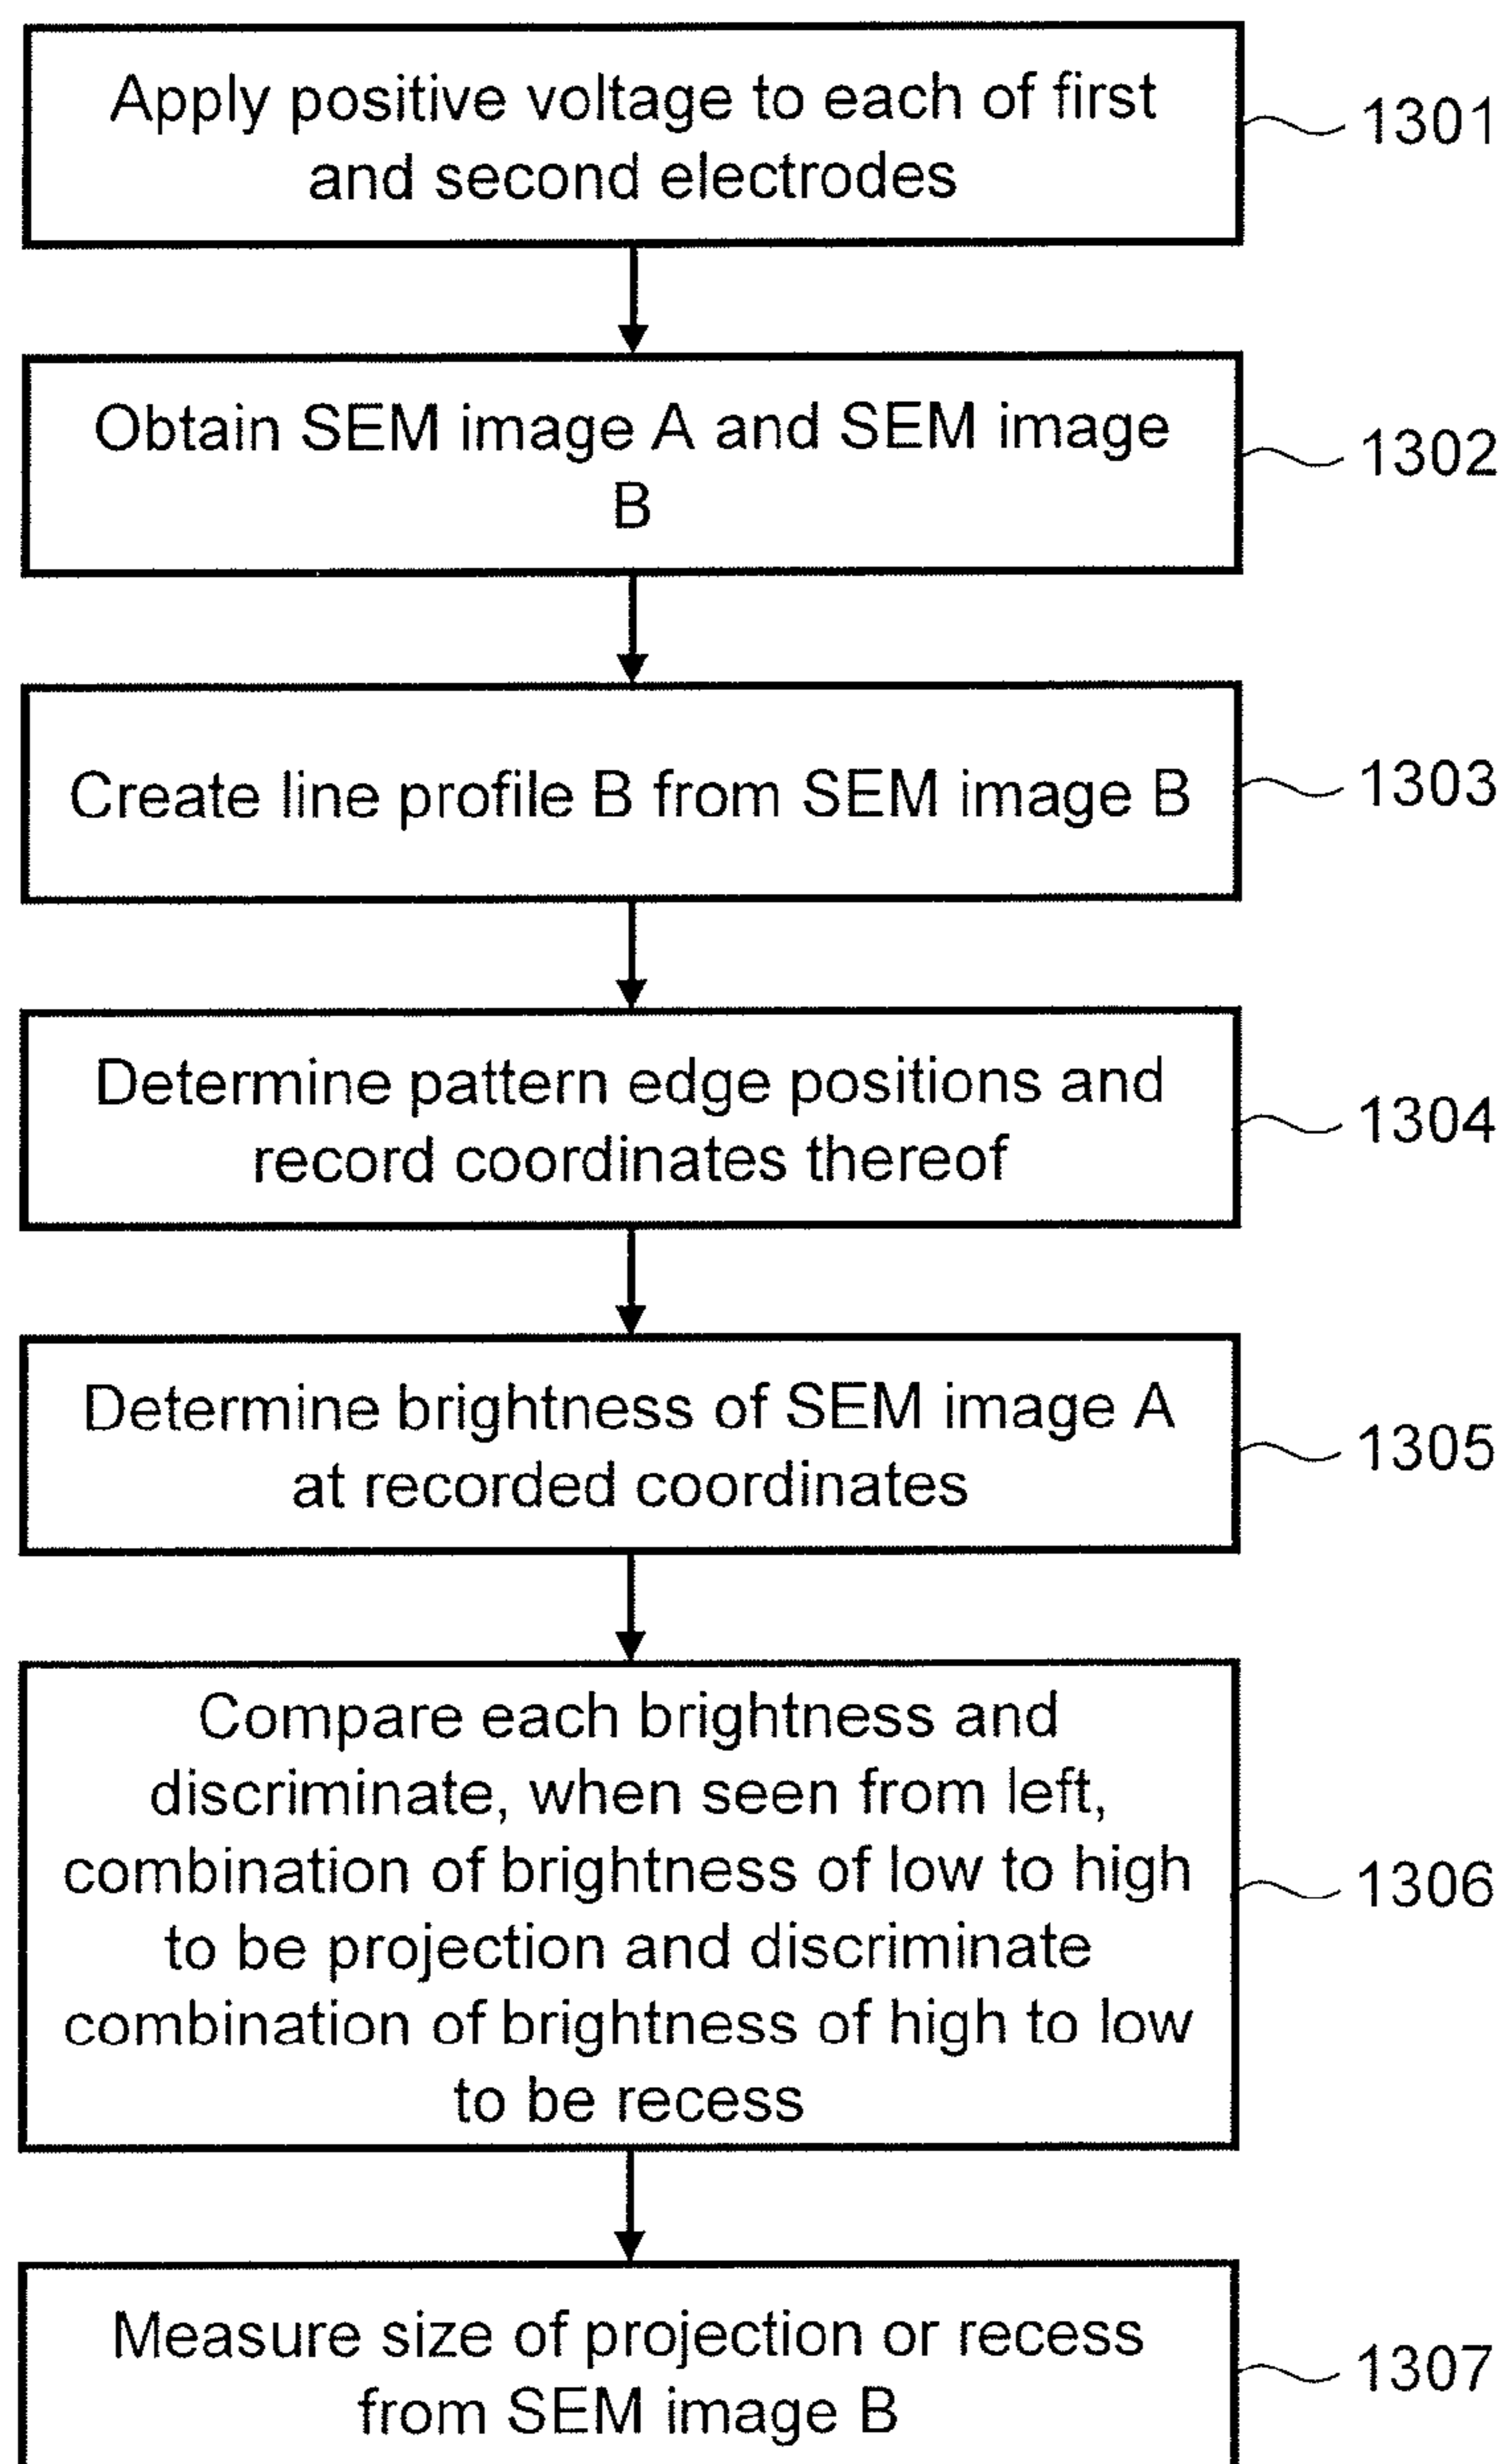 Apply positive voltage to each of first
and second electrodes
1301
Obtain SEM image A and SEM image
B
1302
Create line profile B from SEM image B
1303
Determine pattern edge positions and
record coordinates thereof
1304
Determine brightness of SEM image A
at recorded coordinates
1305
Compare each brightness and
discriminate, when seen from left,
combination of brightness of low to high
to be projection and discriminate
combination of brightness of high to low
to be recess
1306
Measure size of projection or recess
from SEM image B
1307